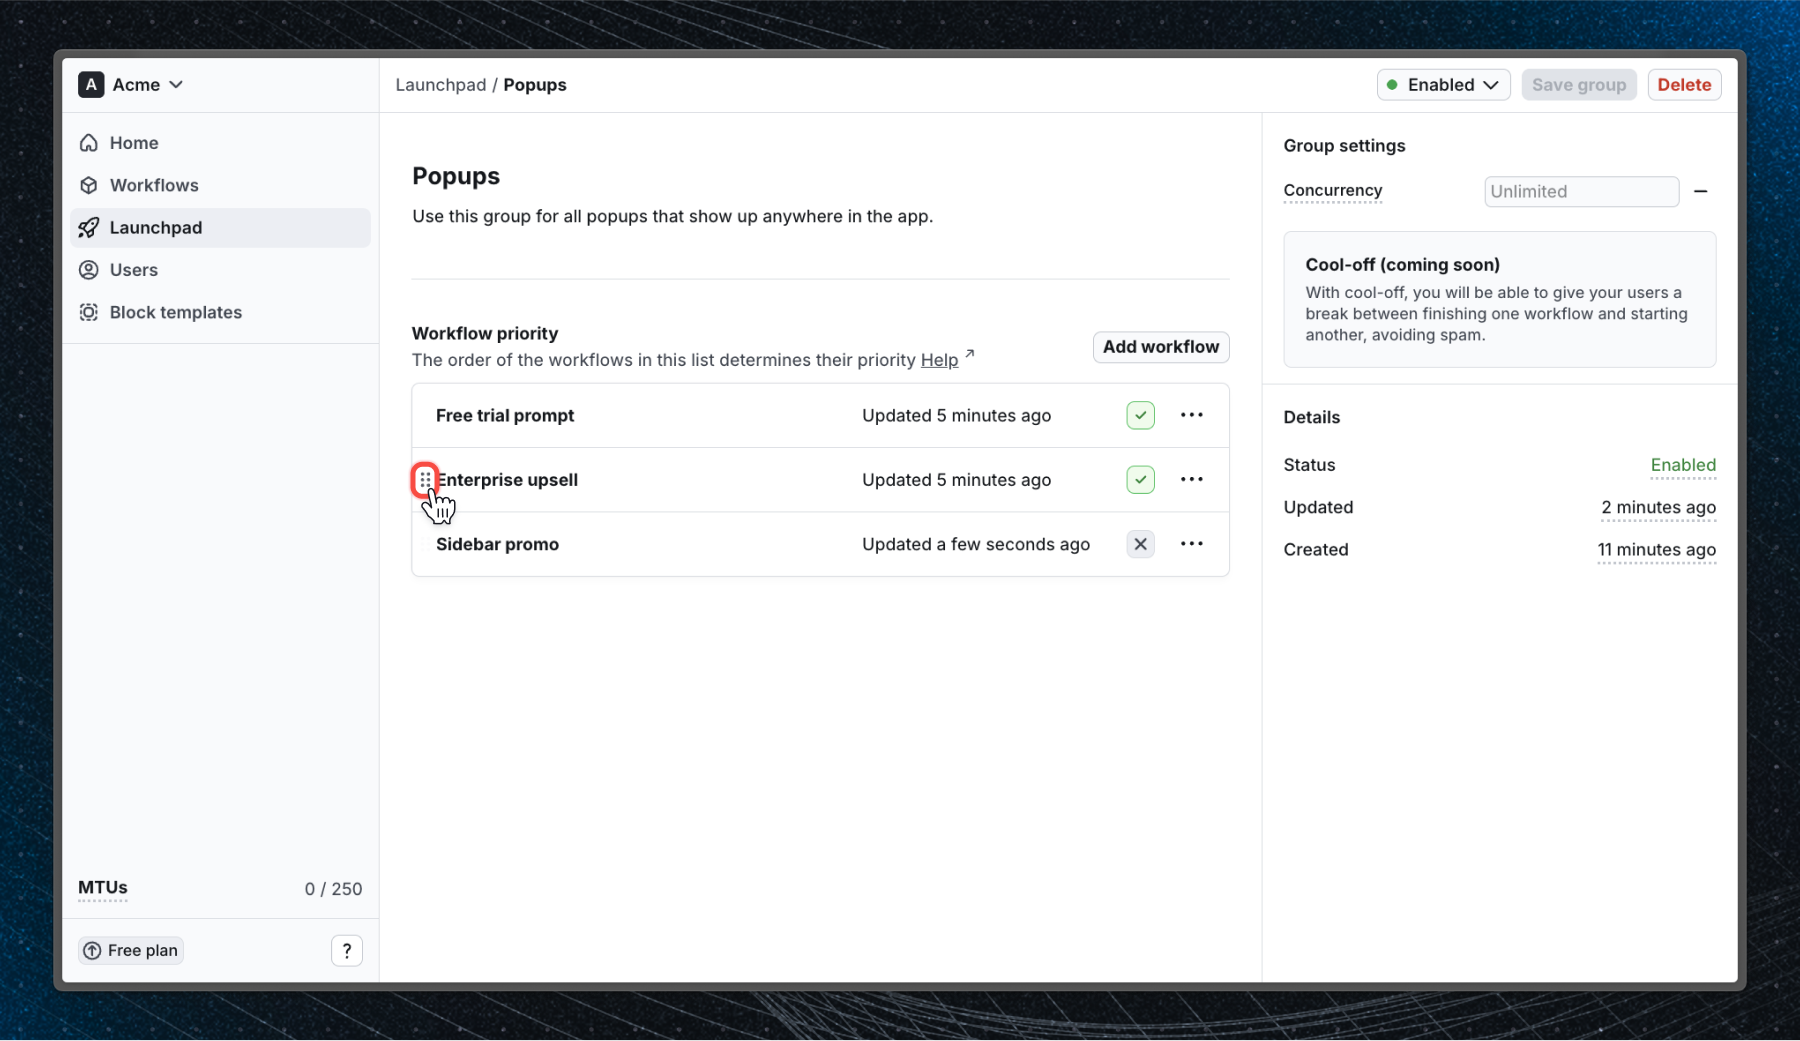 A Acme
Launchpad / Popups
Enabled
Save group
Delete
Home
Workflows
Launchpad
Users
Block templates
MTUs 0 / 250
Free plan
?
Popups
Use this group for all popups that show up anywhere in the app.
Workflow priority
The order of the workflows in this list determines their priority Help ↗
Add workflow
Free trial prompt Updated 5 minutes ago
Enterprise upsell Updated 5 minutes ago
Sidebar promo Updated a few seconds ago
Group settings
Concurrency Unlimited
Cool-off (coming soon)
With cool-off, you will be able to give your users a
break between finishing one workflow and starting
another, avoiding spam.
Details
Status Enabled
Updated 2 minutes ago
Created 11 minutes ago